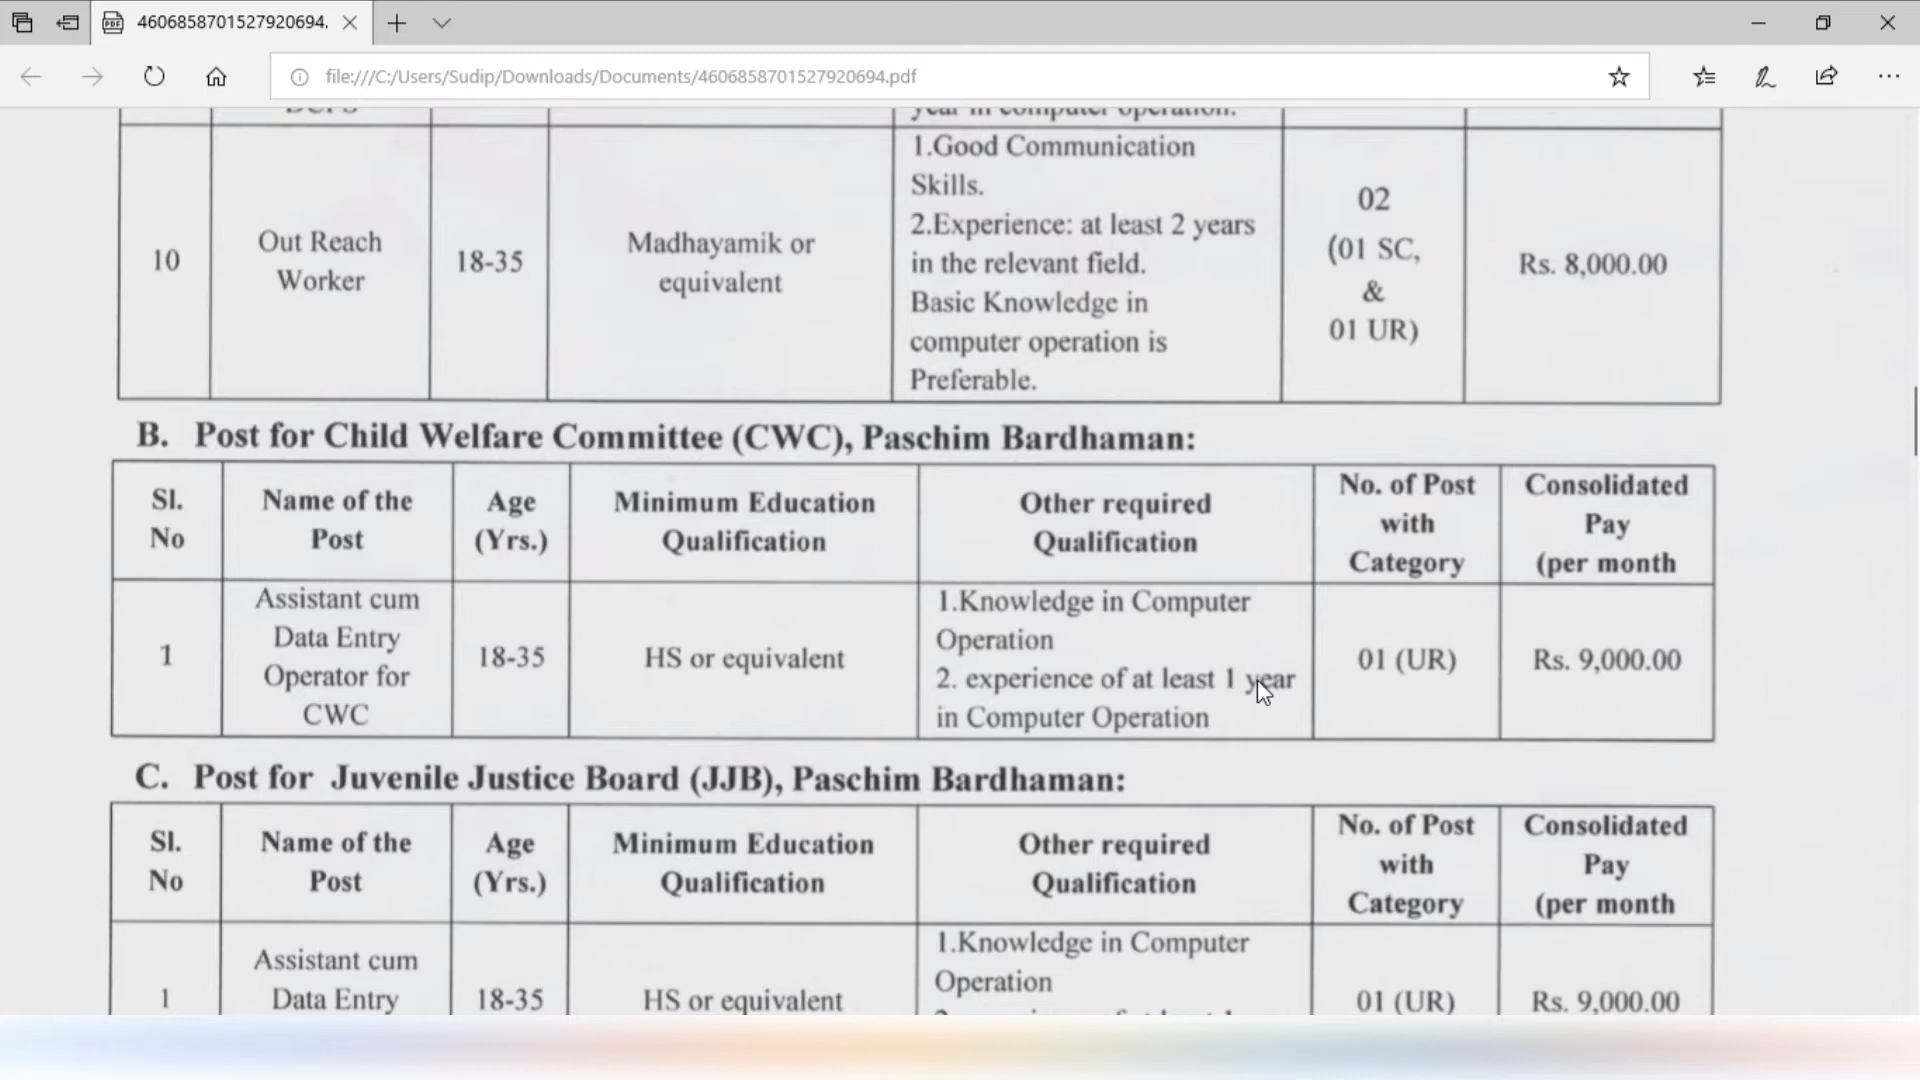 4606858701527920694.
file:///C:/Users/Sudip/Downloads/Documents/4606858701527920694.pdf
year in computer operation.
10
Out Reach
Worker
18-35
Madhayamik or
equivalent
1.Good Communication
Skills.
2.Experience: at least 2 years
in the relevant field.
Basic Knowledge in
computer operation is
Preferable.
02
(01 SC,
&
01 UR)
Rs. 8,000.00
B. Post for Child Welfare Committee (CWC), Paschim Bardhaman:
Sl.
No
Name of the
Post
Age
(Yrs.)
Minimum Education
Qualification
Other required
Qualification
No. of Post
with
Category
Consolidated
Pay
(per month
1
Assistant cum
Data Entry
Operator for
CWC
18-35
HS or equivalent
1.Knowledge in Computer
Operation
2. experience of at least 1 year
in Computer Operation
01 (UR)
Rs. 9,000.00
C. Post for Juvenile Justice Board (JJB), Paschim Bardhaman:
Sl.
No
Name of the
Post
Age
(Yrs.)
Minimum Education
Qualification
Other required
Qualification
No. of Post
with
Category
Consolidated
Pay
(per month
1
Assistant cum
Data Entry
18-35
HS or equivalent
1.Knowledge in Computer
Operation
01 (UR)
Rs. 9,000.00